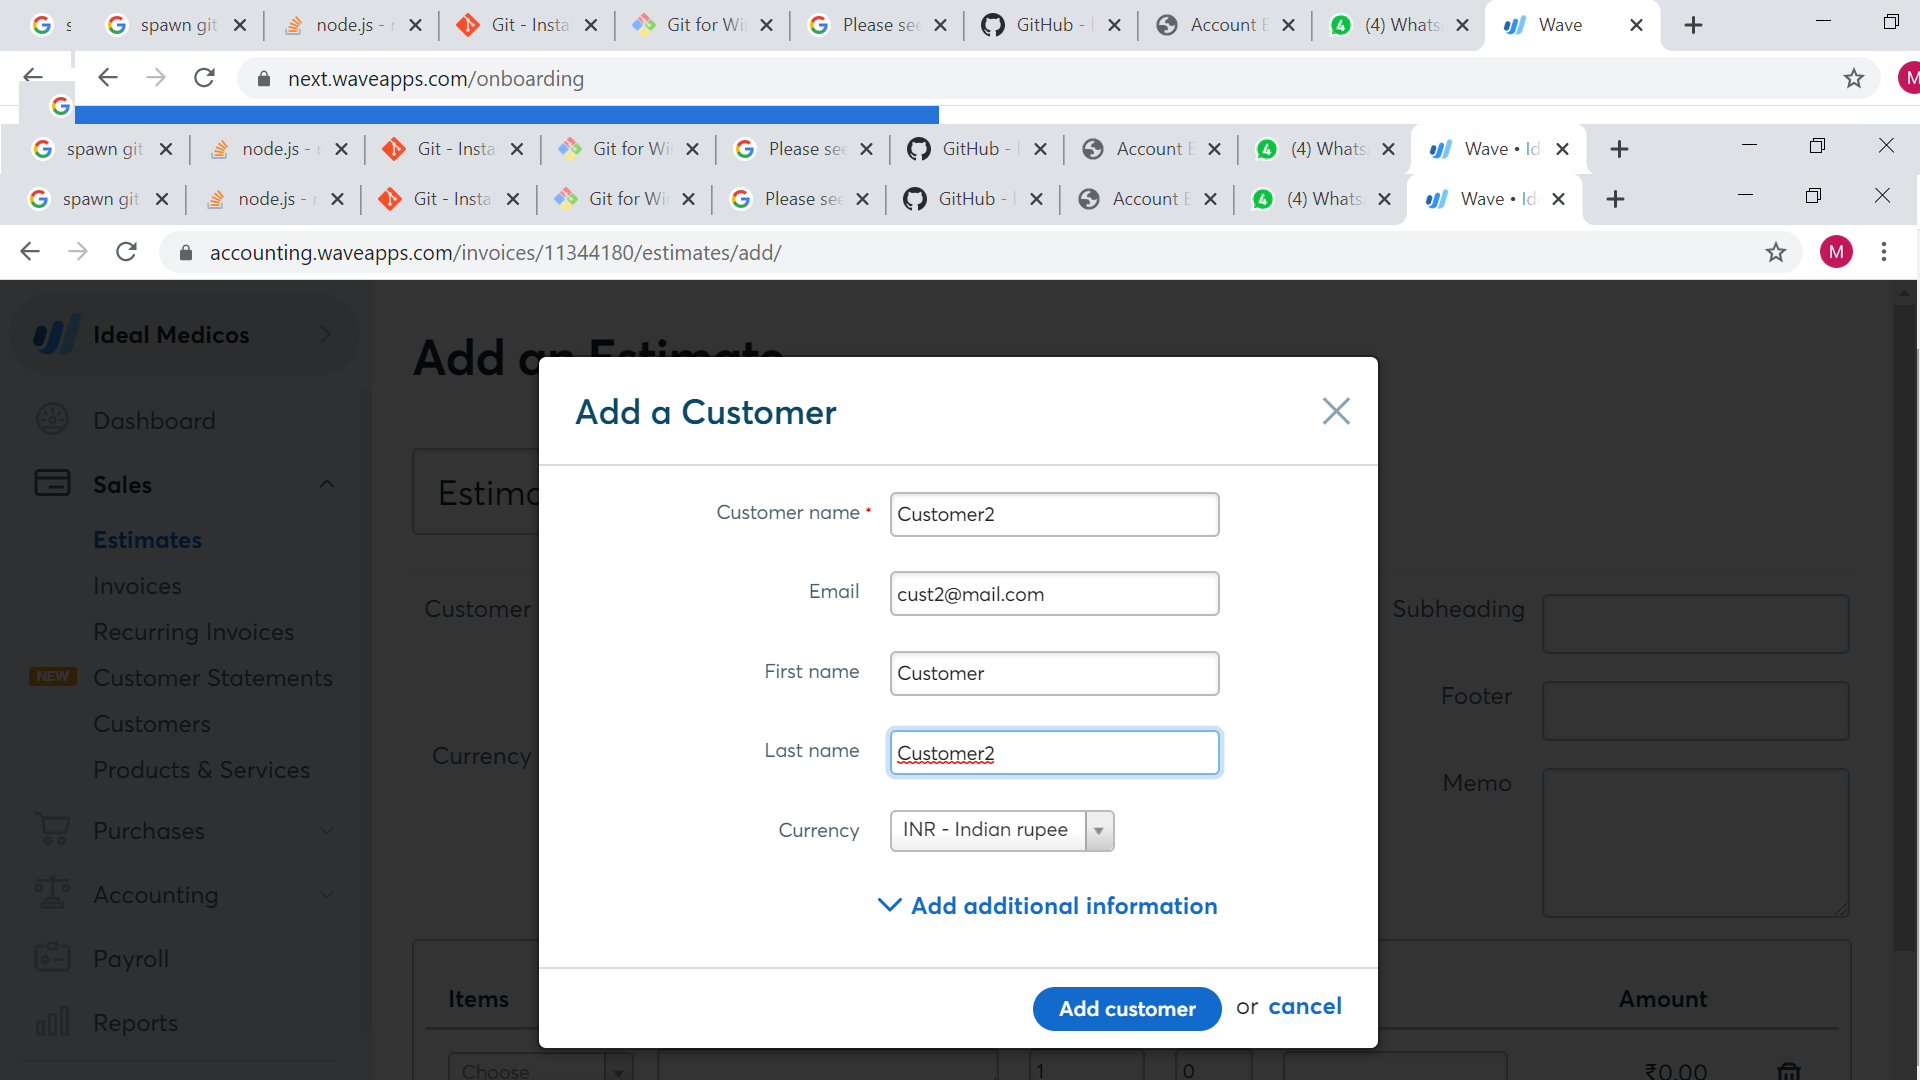 s spawn git node.js - r Git - Insta Git for Wi Please see GitHub - Account E (4) Whats Wave
next.waveapps.com/onboarding M
spawn git node.js - r Git - Insta Git for Wi Please see GitHub - Account E (4) Whats Wave • Id
spawn git node.js - r Git - Insta Git for Wi Please see GitHub - Account E (4) Whats Wave • Id
accounting.waveapps.com/invoices/11344180/estimates/add/ M
Ideal Medicos
Dashboard
Sales
Estimates
Invoices
Recurring Invoices
NEW Customer Statements
Customers
Products & Services
Purchases
Accounting
Payroll
Reports
Add an Estimate
Estima
Customer
Currency
Subheading
Footer
Memo
Items
Amount
Choose
1
0
₹0.00
Add a Customer
Customer name * Customer2
Email cust2@mail.com
First name Customer
Last name Customer2
Currency INR - Indian rupee
Add additional information
Add customer or cancel